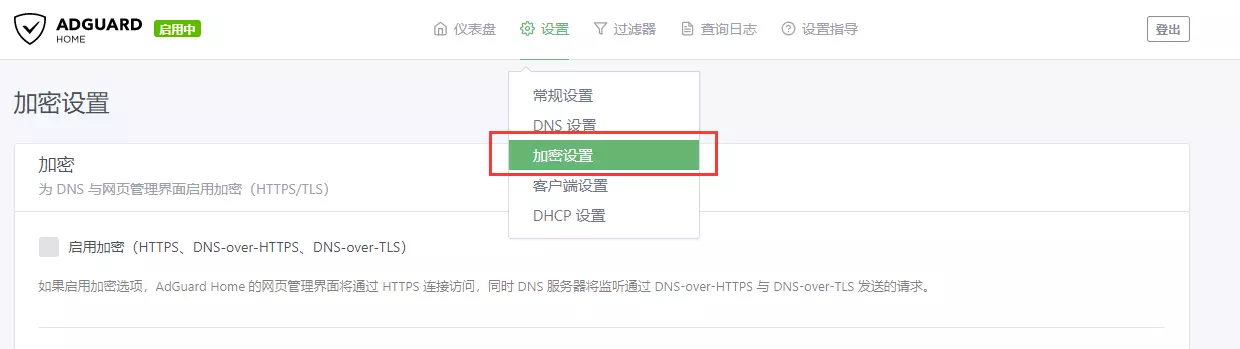 ADGUARD
HOME
启用中
仪表盘
设置
过滤器
查询日志
设置指导
登出
常规设置
DNS 设置
加密设置
客户端设置
DHCP 设置
加密设置
加密
为 DNS 与网页管理界面启用加密（HTTPS/TLS）
启用加密（HTTPS、DNS-over-HTTPS、DNS-over-TLS）
如果启用加密选项，AdGuard Home 的网页管理界面将通过 HTTPS 连接访问，同时 DNS 服务器将监听通过 DNS-over-HTTPS 与 DNS-over-TLS 发送的请求。